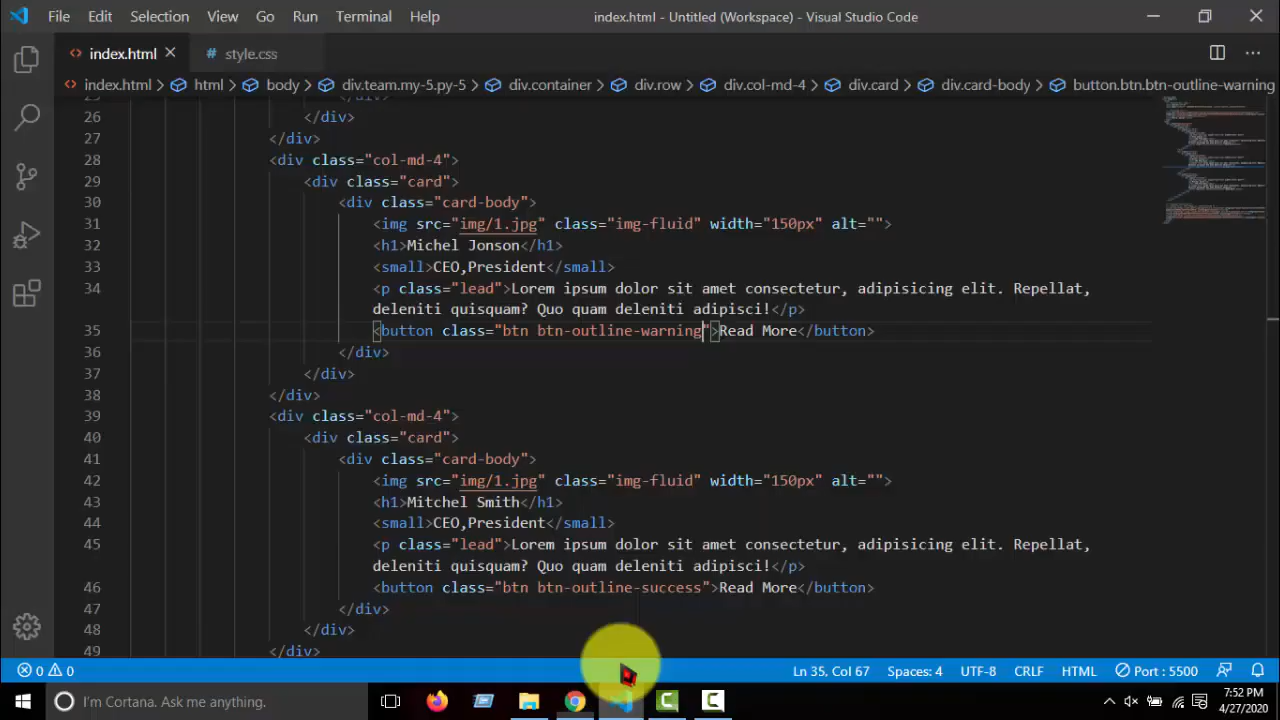 File Edit Selection View Go Run Terminal Help index.html - Untitled (Workspace) - Visual Studio Code
index.html style.css
index.html > html > body > div.team.my-5.py-5 > div.container > div.row > div.col-md-4 > div.card > div.card-body > button.btn.btn-outline-warning
25 </div>
26 </div>
27 </div>
28 <div class="col-md-4">
29 <div class="card">
30 <div class="card-body">
31 <img src="img/1.jpg" class="img-fluid" width="150px" alt="">
32 <h1>Michel Jonson</h1>
33 <small>CEO,President</small>
34 <p class="lead">Lorem ipsum dolor sit amet consectetur, adipisicing elit. Repellat,
deleniti quisquam? Quo quam deleniti adipisci!</p>
35 <button class="btn btn-outline-warning">Read More</button>
36 </div>
37 </div>
38 </div>
39 <div class="col-md-4">
40 <div class="card">
41 <div class="card-body">
42 <img src="img/1.jpg" class="img-fluid" width="150px" alt="">
43 <h1>Mitchel Smith</h1>
44 <small>CEO,President</small>
45 <p class="lead">Lorem ipsum dolor sit amet consectetur, adipisicing elit. Repellat,
deleniti quisquam? Quo quam deleniti adipisci!</p>
46 <button class="btn btn-outline-success">Read More</button>
47 </div>
48 </div>
49 </div>
0 0 Ln 35, Col 67 Spaces: 4 UTF-8 CRLF HTML Port : 5500
I'm Cortana. Ask me anything. 7:52 PM
4/27/2020